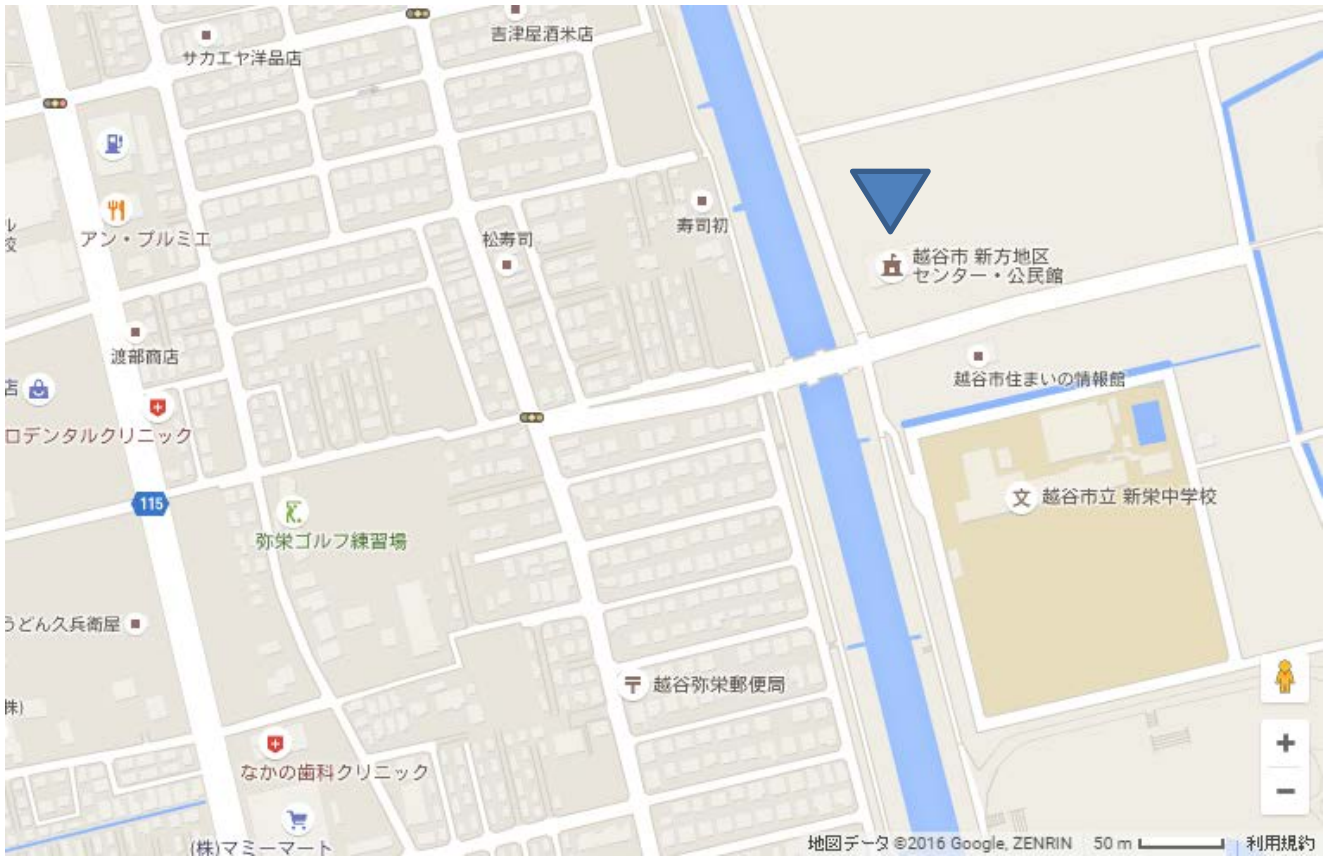 吉津屋酒米店
サカエヤ洋品店
アン・プルミエ
ル
校
松寿司
寿司初
越谷市 新方地区
センター・公民館
渡部商店
越谷市住まいの情報館
店
ロデンタルクリニック
115
文 越谷市立 新栄中学校
弥栄ゴルフ練習場
うどん久兵衛屋
〒 越谷弥栄郵便局
株)
なかの歯科クリニック
(株)マミーマート
地図データ ©2016 Google, ZENRIN 50 m 利用規約